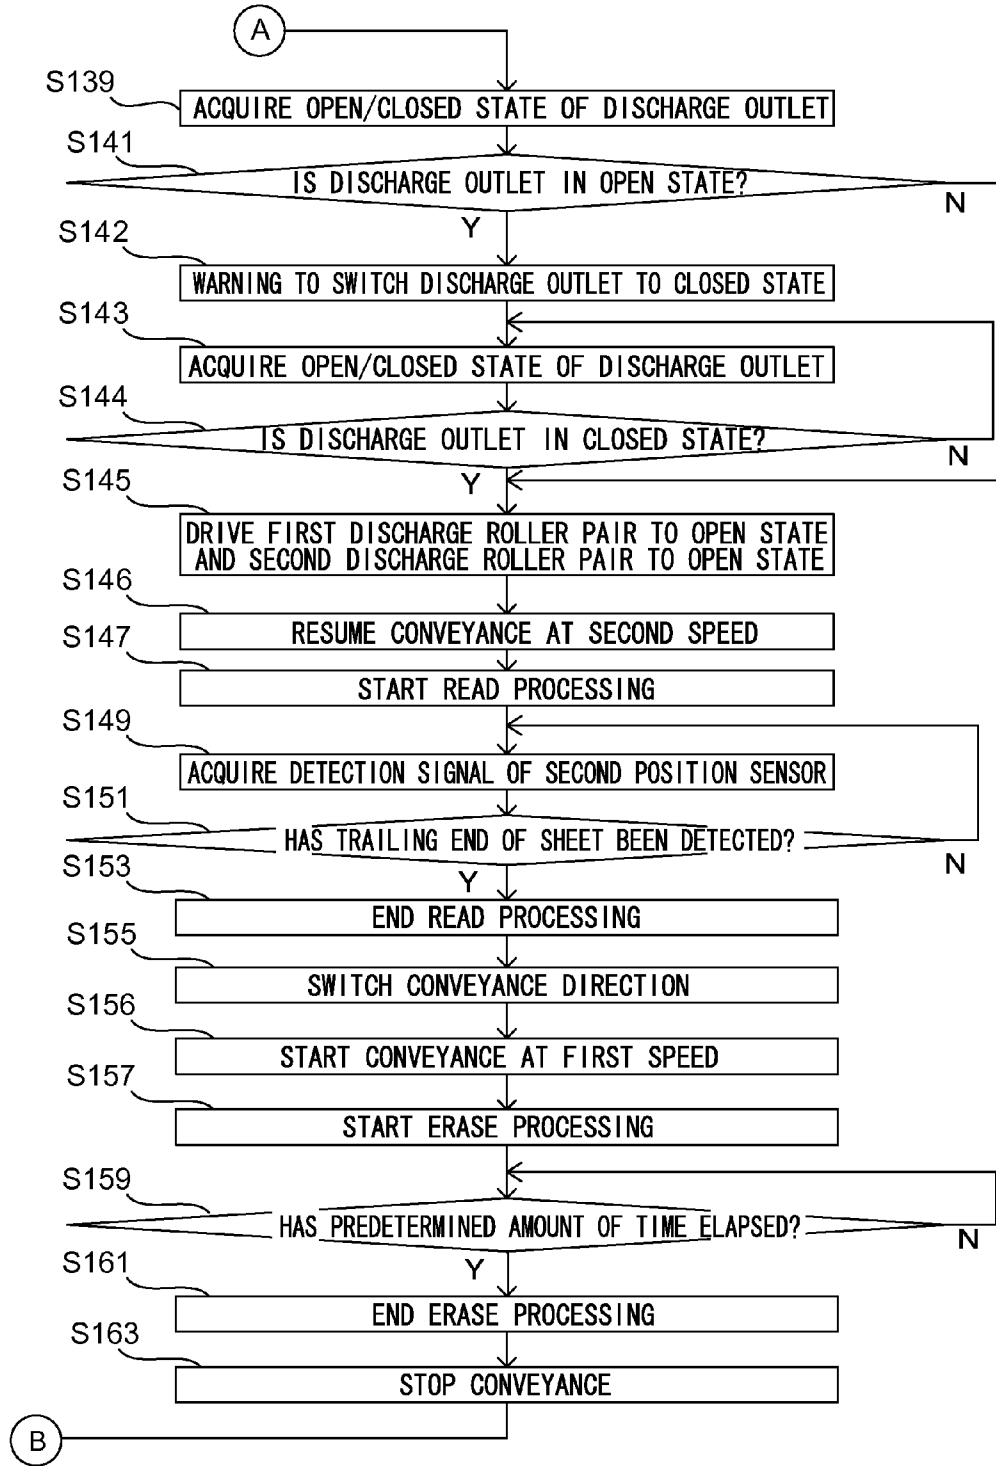 A
S139
ACQUIRE OPEN/CLOSED STATE OF DISCHARGE OUTLET
S141
IS DISCHARGE OUTLET IN OPEN STATE?
N
Y
S142
WARNING TO SWITCH DISCHARGE OUTLET TO CLOSED STATE
S143
ACQUIRE OPEN/CLOSED STATE OF DISCHARGE OUTLET
S144
IS DISCHARGE OUTLET IN CLOSED STATE?
N
Y
S145
DRIVE FIRST DISCHARGE ROLLER PAIR TO OPEN STATE
AND SECOND DISCHARGE ROLLER PAIR TO OPEN STATE
S146
RESUME CONVEYANCE AT SECOND SPEED
S147
START READ PROCESSING
S149
ACQUIRE DETECTION SIGNAL OF SECOND POSITION SENSOR
S151
HAS TRAILING END OF SHEET BEEN DETECTED?
N
Y
S153
END READ PROCESSING
S155
SWITCH CONVEYANCE DIRECTION
S156
START CONVEYANCE AT FIRST SPEED
S157
START ERASE PROCESSING
S159
HAS PREDETERMINED AMOUNT OF TIME ELAPSED?
N
Y
S161
END ERASE PROCESSING
S163
STOP CONVEYANCE
B